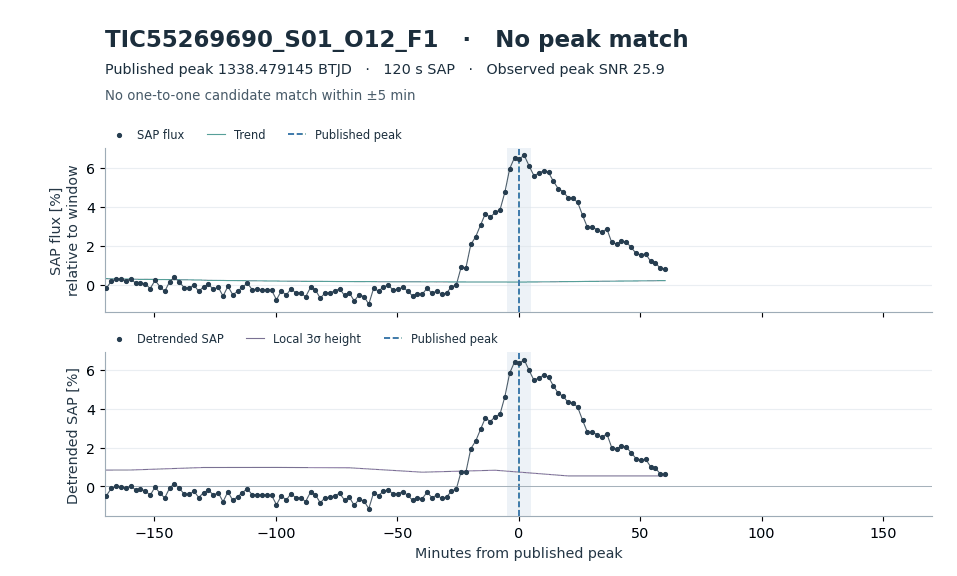 TIC55269690_S01_O12_F1 · No peak match
Published peak 1338.479145 BTJD · 120 s SAP · Observed peak SNR 25.9
No one-to-one candidate match within ±5 min
SAP flux Trend Published peak
SAP flux [%]
relative to window
6
4
2
0
Detrended SAP Local 3σ height Published peak
Detrended SAP [%]
6
4
2
0
−150 −100 −50 0 50 100 150
Minutes from published peak